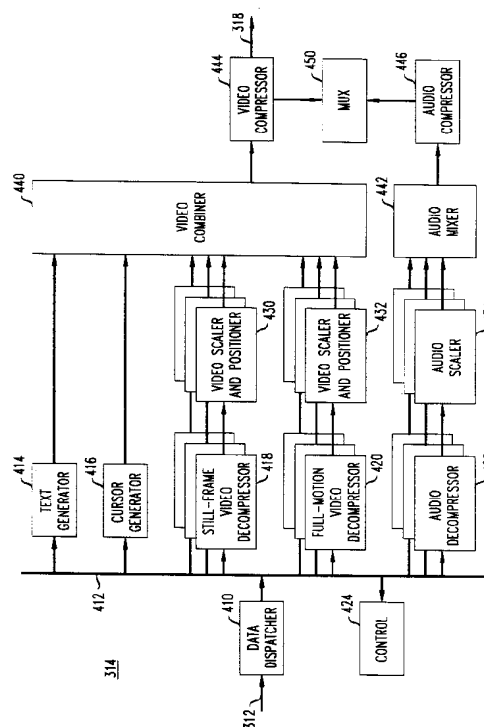 314
312
DATA
DISPATCHER
410
412
CONTROL
424
TEXT
GENERATOR
414
CURSOR
GENERATOR
416
STILL-FRAME
VIDEO
DECOMPRESSOR
418
FULL-MOTION
VIDEO
DECOMPRESSOR
420
AUDIO
DECOMPRESSOR
VIDEO SCALER
AND POSITIONER
430
VIDEO SCALER
AND POSITIONER
432
AUDIO
SCALER
VIDEO
COMBINER
440
AUDIO
MIXER
442
VIDEO
COMPRESSOR
444
318
MUX
450
AUDIO
COMPRESSOR
446